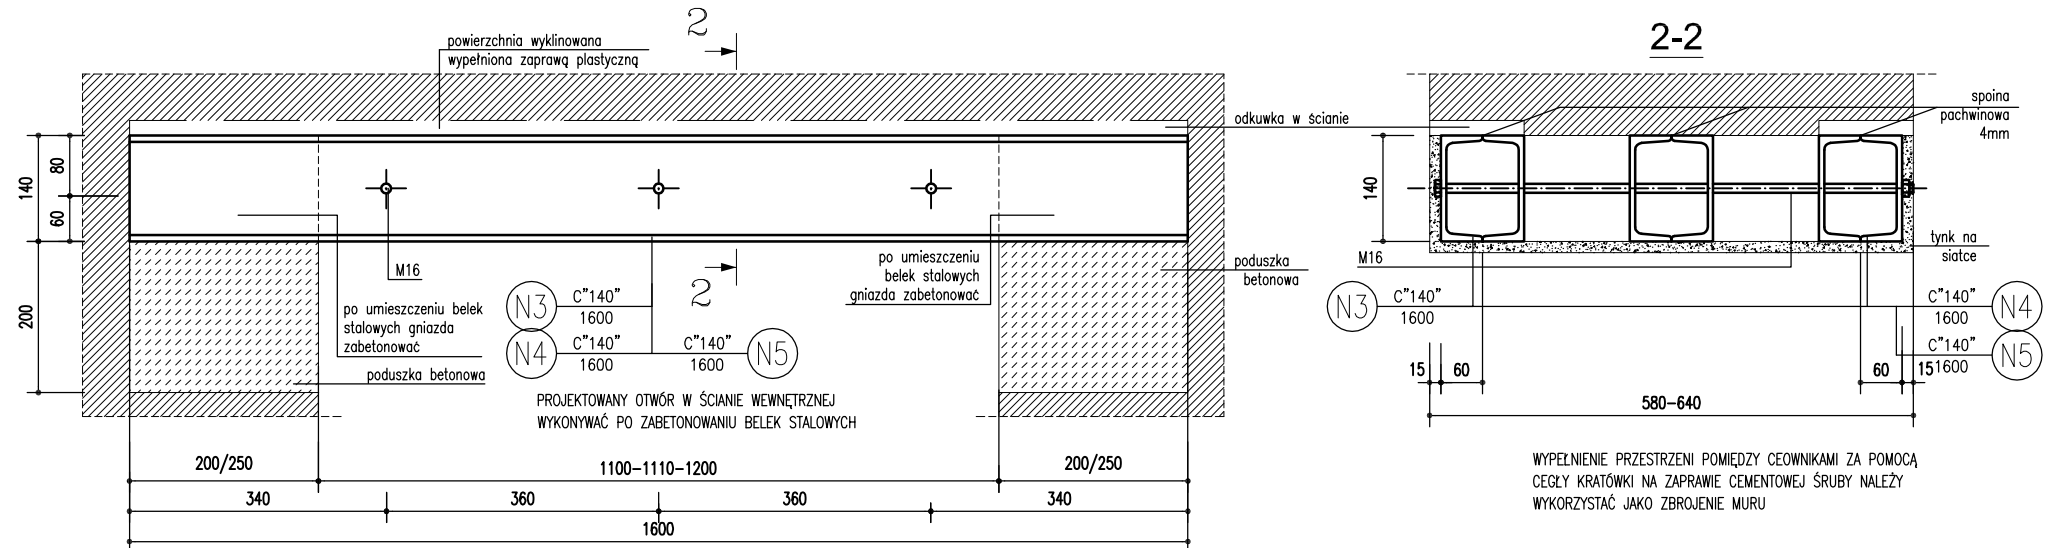 2
powierzchnia wyklinowana
wypełniona zaprawą plastyczną
odkuwka w ścianie
140
80
60
200
M16
po umieszczeniu belek
stalowych gniazda
zabetonować
poduszka betonowa
po umieszczeniu
belek stalowych
gniazda zabetonować
2
poduszka
betonowa
N3
C"140"
1600
N4
C"140"
1600
C"140"
1600
N5
PROJEKTOWANY OTWÓR W ŚCIANIE WEWNĘTRZNEJ
WYKONYWAĆ PO ZABETONOWANIU BELEK STALOWYCH
200/250
1100-1110-1200
200/250
340
360
360
340
1600
2-2
spoina
pachwinowa
4mm
140
tynk na
siatce
M16
N3
C"140"
1600
C"140"
1600
N4
C"140"
1600
N5
15
60
60
15
580-640
WYPEŁNIENIE PRZESTRZENI POMIĘDZY CEOWNIKAMI ZA POMOCĄ
CEGŁY KRATÓWKI NA ZAPRAWIE CEMENTOWEJ ŚRUBY NALEŻY
WYKORZYSTAĆ JAKO ZBROJENIE MURU